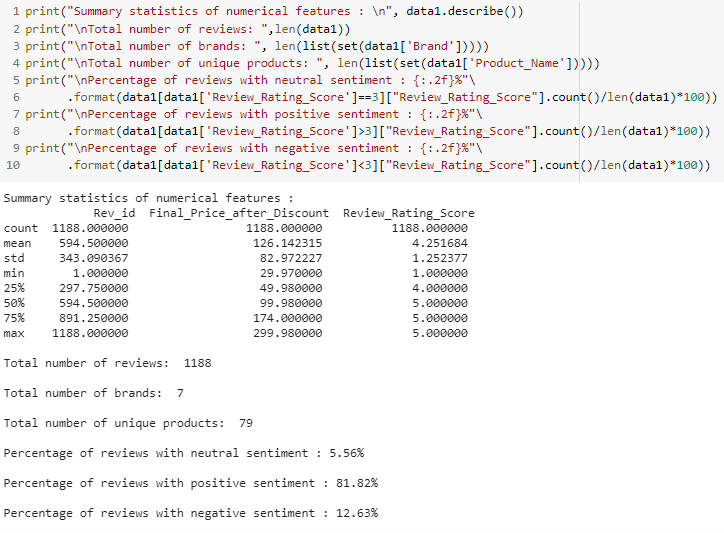 1 print("Summary statistics of numerical features : \n", data1.describe())
2 print("\nTotal number of reviews: ",len(data1))
3 print("\nTotal number of brands: ", len(list(set(data1['Brand']))))
4 print("\nTotal number of unique products: ", len(list(set(data1['Product_Name']))))
5 print("\nPercentage of reviews with neutral sentiment : {:.2f}%"\
6 .format(data1[data1['Review_Rating_Score']==3]["Review_Rating_Score"].count()/len(data1)*100))
7 print("\nPercentage of reviews with positive sentiment : {:.2f}%"\
8 .format(data1[data1['Review_Rating_Score']>3]["Review_Rating_Score"].count()/len(data1)*100))
9 print("\nPercentage of reviews with negative sentiment : {:.2f}%"\
10 .format(data1[data1['Review_Rating_Score']<3]["Review_Rating_Score"].count()/len(data1)*100))
Summary statistics of numerical features :
Rev_id Final_Price_after_Discount Review_Rating_Score
count 1188.000000 1188.000000 1188.000000
mean 594.500000 126.142315 4.251684
std 343.090367 82.972227 1.252377
min 1.000000 29.970000 1.000000
25% 297.750000 49.980000 4.000000
50% 594.500000 99.980000 5.000000
75% 891.250000 174.000000 5.000000
max 1188.000000 299.980000 5.000000
Total number of reviews: 1188
Total number of brands: 7
Total number of unique products: 79
Percentage of reviews with neutral sentiment : 5.56%
Percentage of reviews with positive sentiment : 81.82%
Percentage of reviews with negative sentiment : 12.63%